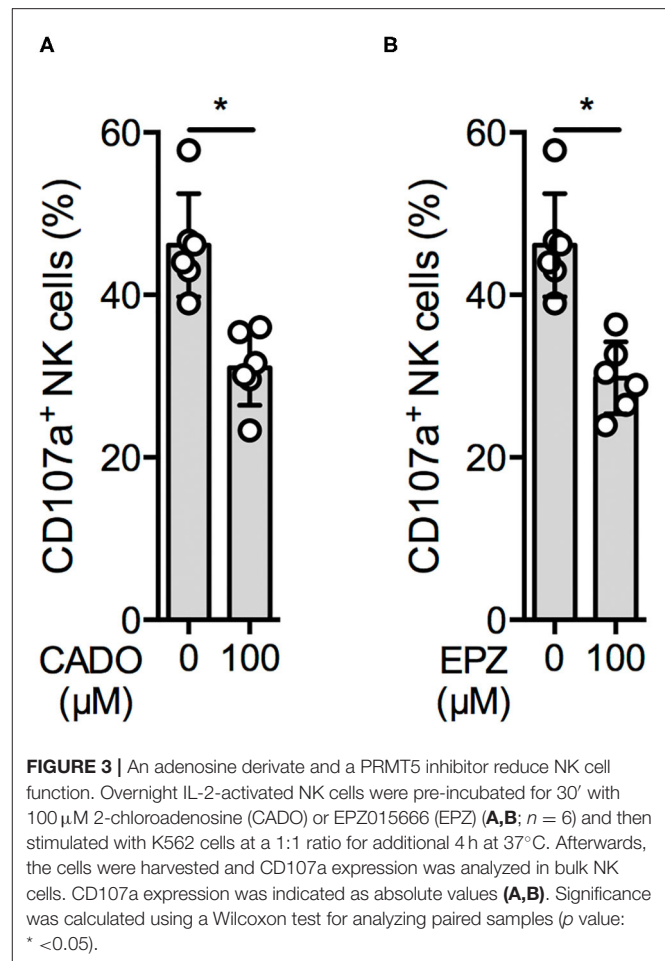 A
B
*
*
60
40
20
0
CD107a⁺ NK cells (%)
CADO 0 100
(µM)
60
40
20
0
CD107a⁺ NK cells (%)
EPZ 0 100
(µM)
FIGURE 3 | An adenosine derivate and a PRMT5 inhibitor reduce NK cell
function. Overnight IL-2-activated NK cells were pre-incubated for 30′ with
100 µM 2-chloroadenosine (CADO) or EPZ015666 (EPZ) (A,B; n = 6) and then
stimulated with K562 cells at a 1:1 ratio for additional 4 h at 37°C. Afterwards,
the cells were harvested and CD107a expression was analyzed in bulk NK
cells. CD107a expression was indicated as absolute values (A,B). Significance
was calculated using a Wilcoxon test for analyzing paired samples (p value:
* <0.05).